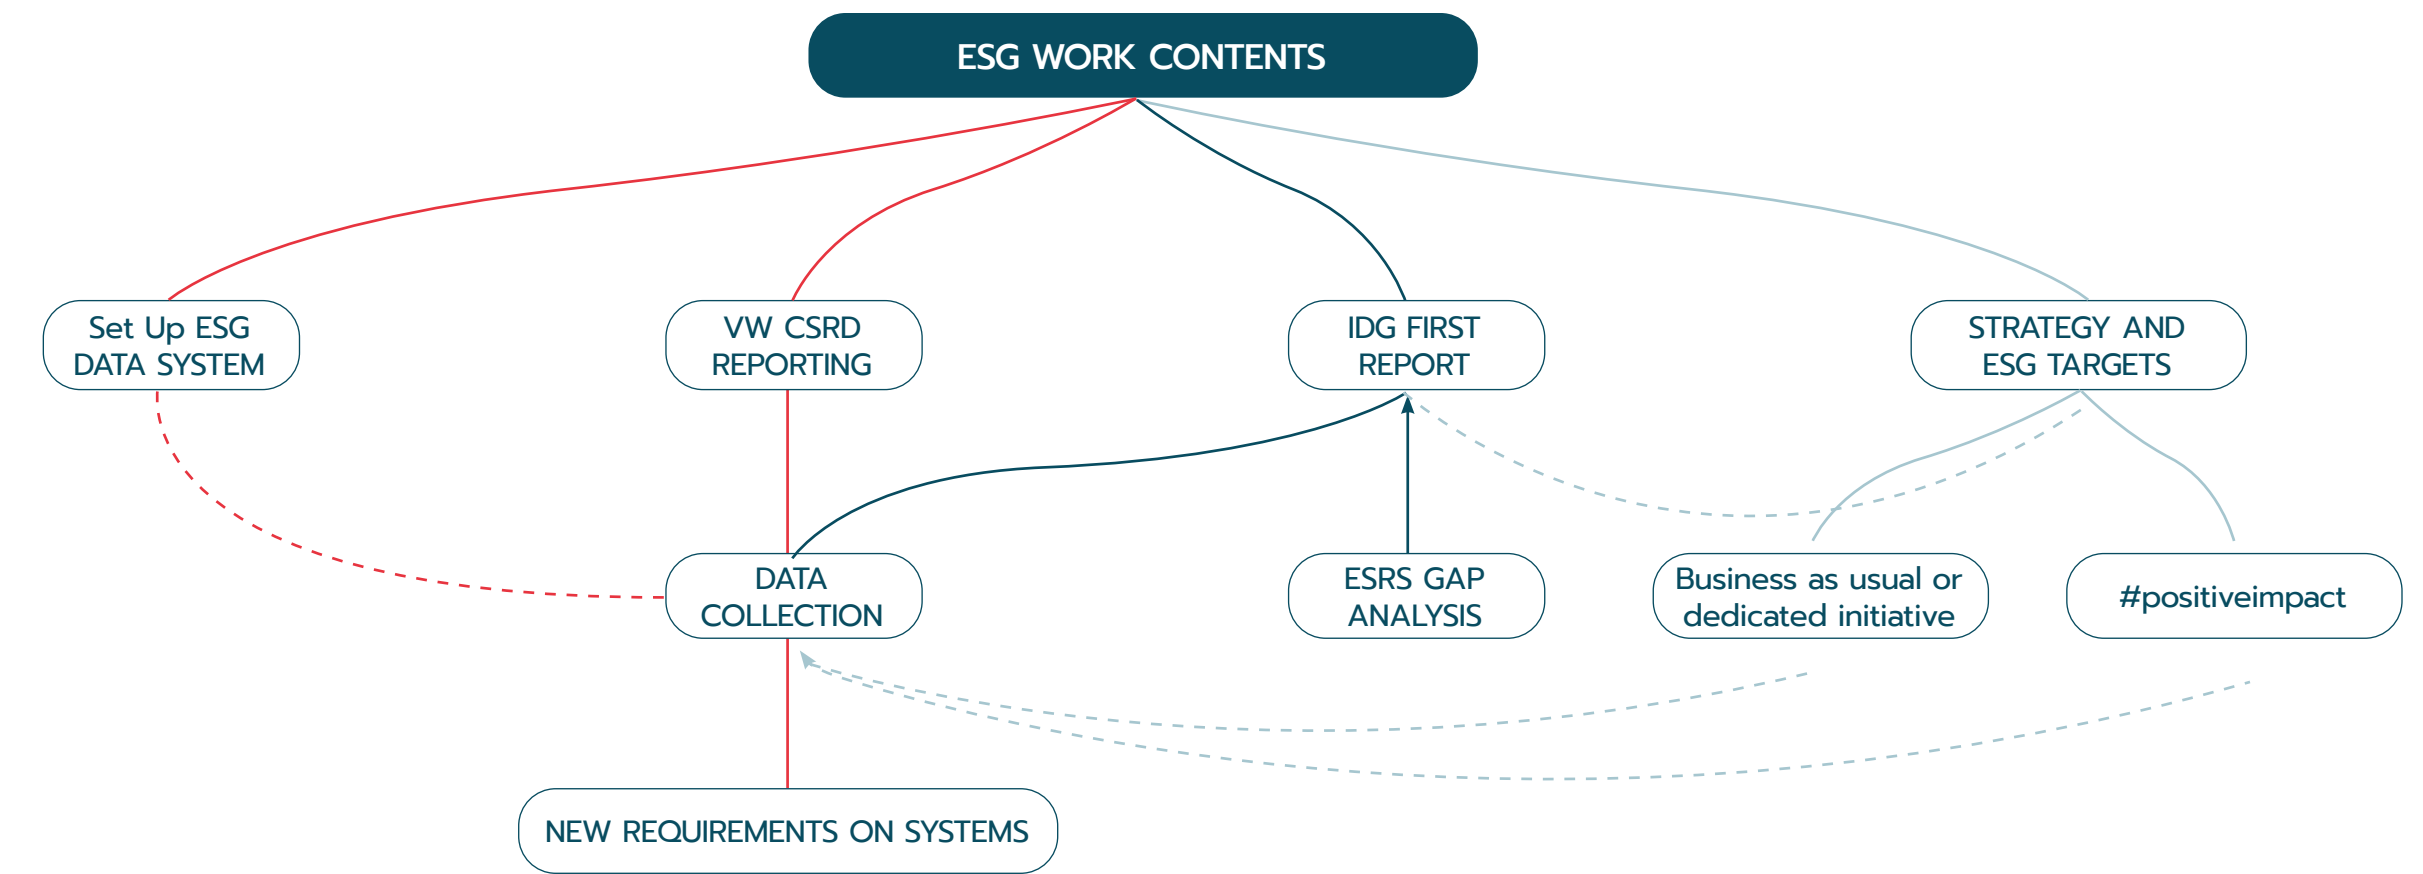 ESG WORK CONTENTS
Set Up ESG
DATA SYSTEM
VW CSRD
REPORTING
IDG FIRST
REPORT
STRATEGY AND
ESG TARGETS
DATA
COLLECTION
ESRS GAP
ANALYSIS
Business as usual or
dedicated initiative
#positiveimpact
NEW REQUIREMENTS ON SYSTEMS